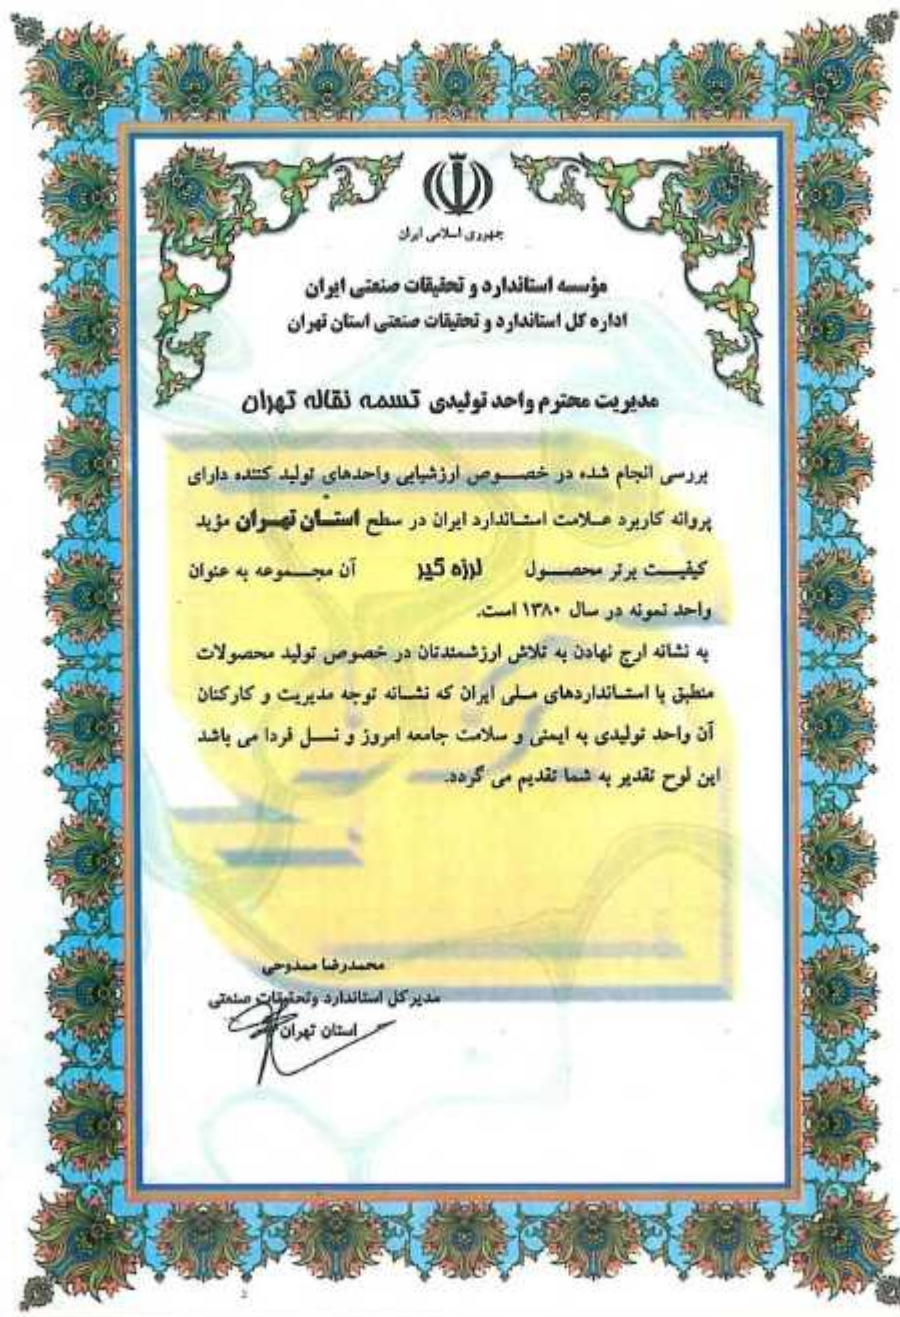 جمهوری اسلامی ایران
مؤسسه استاندارد و تحقیقات صنعتی ایران
اداره کل استاندارد و تحقیقات صنعتی استان تهران
مدیریت محترم واحد تولیدی تسمه نقاله تهران
بررسی انجام شده در خصوص ارزشیابی واحدهای تولید کننده دارای
پروانه کاربرد علامت استاندارد ایران در سطح استان تهران مؤید
کیفیت برتر محصول لرزه گیر آن مجموعه به عنوان
واحد نمونه در سال ۱۳۸۰ است.
به نشانه ارج نهادن به تلاش ارزشمندتان در خصوص تولید محصولات
منطبق با استانداردهای ملی ایران که نشانه توجه مدیریت و کارکنان
آن واحد تولیدی به ایمنی و سلامت جامعه امروز و نسل فردا می باشد
این لوح تقدیر به شما تقدیم می گردد.
محمدرضا ممدوحی
مدیرکل استاندارد وتحقیقات صنعتی
استان تهران